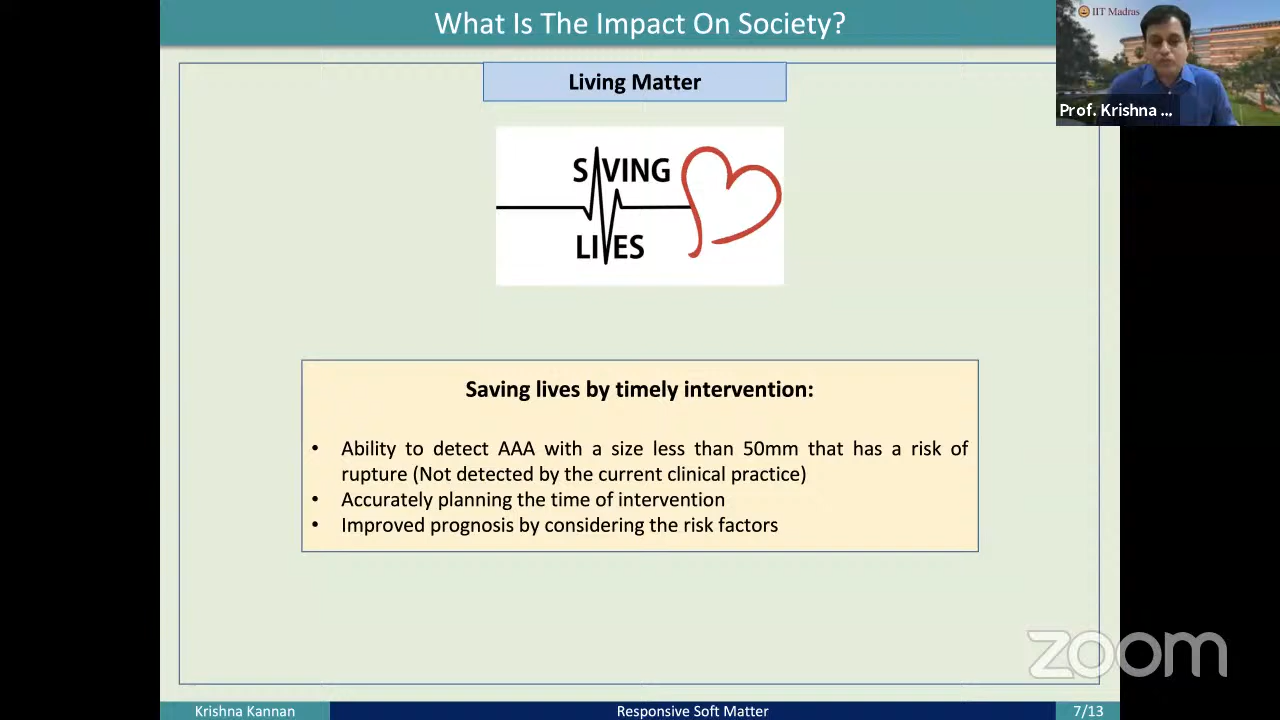 What Is The Impact On Society?
IIT Madras
Prof. Krishna ...
Living Matter
SAVING
LIVES
Saving lives by timely intervention:
• Ability to detect AAA with a size less than 50mm that has a risk of
rupture (Not detected by the current clinical practice)
• Accurately planning the time of intervention
• Improved prognosis by considering the risk factors
zoom
Krishna Kannan
Responsive Soft Matter
7/13